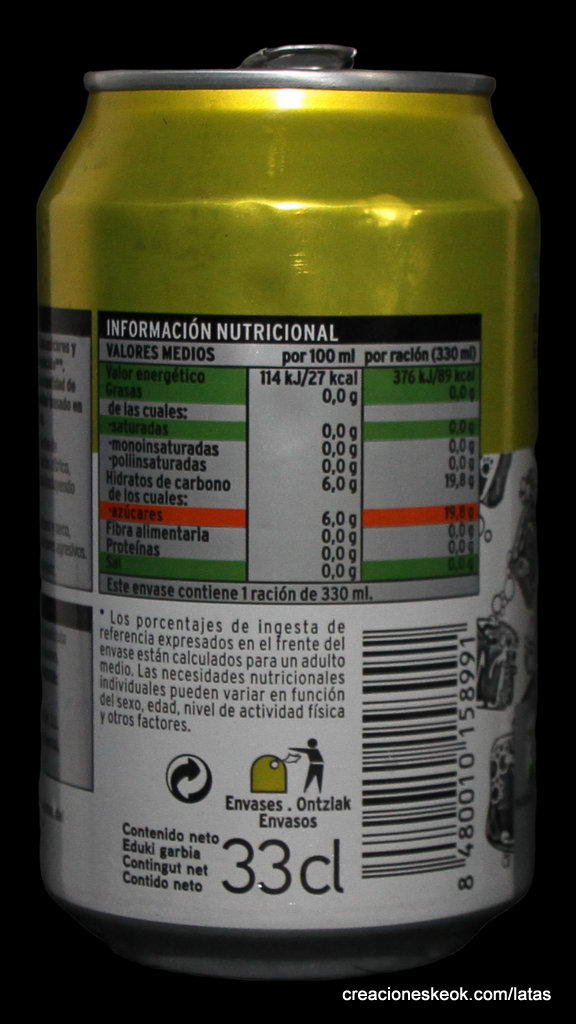 INFORMACIÓN NUTRICIONAL
VALORES MEDIOS por 100 ml por ración (330 ml)
Valor energético 114 kJ/27 kcal 376 kJ/89 kcal
Grasas 0,0 g 0,0 g
de las cuales:
·saturadas 0,0 g 0,0 g
·monoinsaturadas 0,0 g 0,0 g
·poliinsaturadas 0,0 g 0,0 g
Hidratos de carbono 6,0 g 19,8 g
de los cuales:
·azúcares 6,0 g 19,8 g
Fibra alimentaria 0,0 g 0,0 g
Proteínas 0,0 g 0,0 g
Sal 0,0 g 0,0 g
Este envase contiene 1 ración de 330 ml.
* Los porcentajes de ingesta de
referencia expresados en el frente del
envase están calculados para un adulto
medio. Las necesidades nutricionales
individuales pueden variar en función
del sexo, edad, nivel de actividad física
y otros factores.
Envases . Ontziak
Envasos
Contenido neto
Eduki garbia
Contingut net
Contido neto
33cl
8 480010 158991
creacioneskeok.com/latas